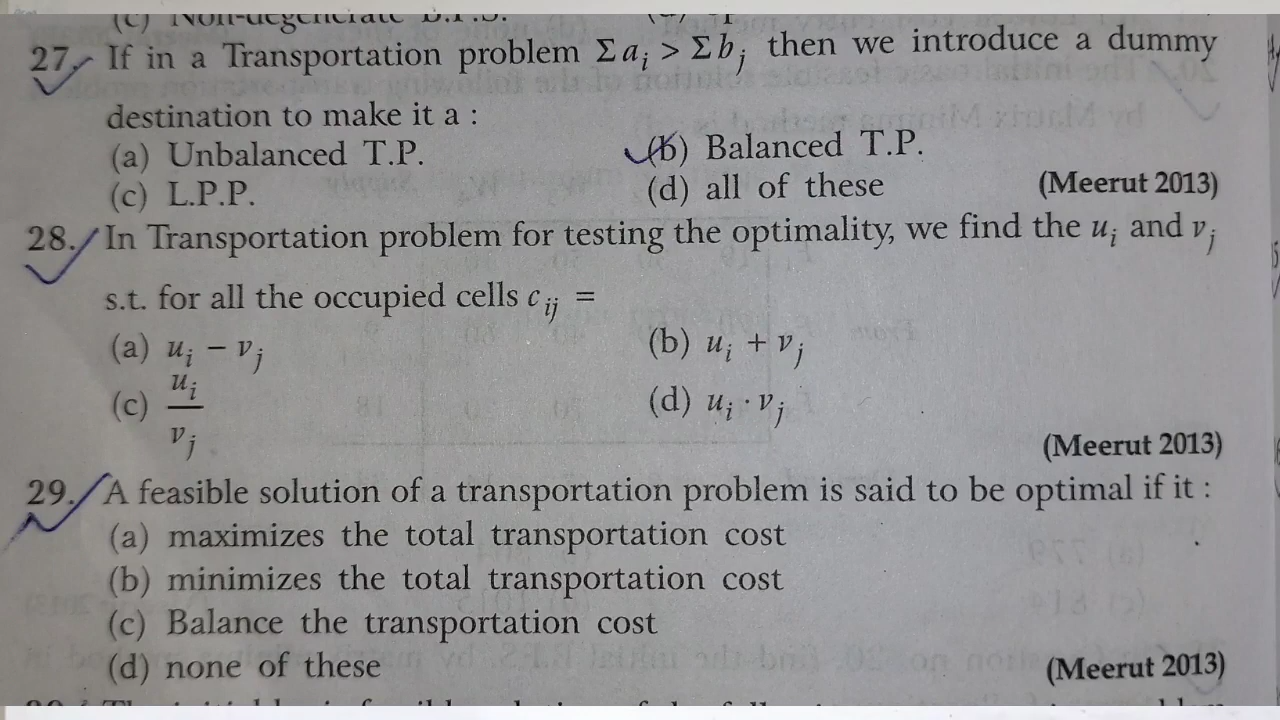 (c) Non-degenerate B.F.S.
27. If in a Transportation problem Σa_i > Σb_j then we introduce a dummy
destination to make it a :
(a) Unbalanced T.P. (b) Balanced T.P.
(c) L.P.P. (d) all of these (Meerut 2013)
28. In Transportation problem for testing the optimality, we find the u_i and v_j
s.t. for all the occupied cells c_ij =
(a) u_i − v_j (b) u_i + v_j
(c) u_i / v_j (d) u_i · v_j
(Meerut 2013)
29. A feasible solution of a transportation problem is said to be optimal if it :
(a) maximizes the total transportation cost
(b) minimizes the total transportation cost
(c) Balance the transportation cost
(d) none of these (Meerut 2013)